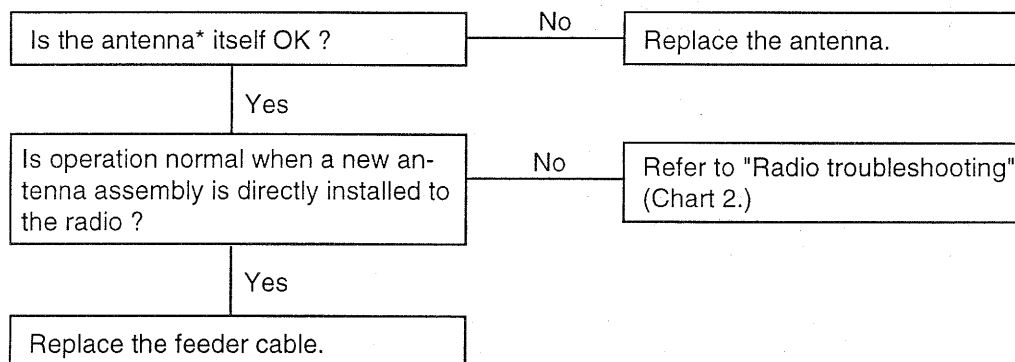 Is the antenna* itself OK ?
No
Replace the antenna.
Yes
Is operation normal when a new an-
tenna assembly is directly installed to
the radio ?
No
Refer to "Radio troubleshooting"
(Chart 2.)
Yes
Replace the feeder cable.